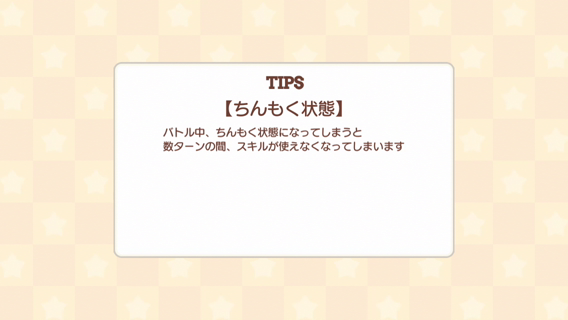 TIPS
【ちんもく状態】
バトル中、ちんもく状態になってしまうと
数ターンの間、スキルが使えなくなってしまいます